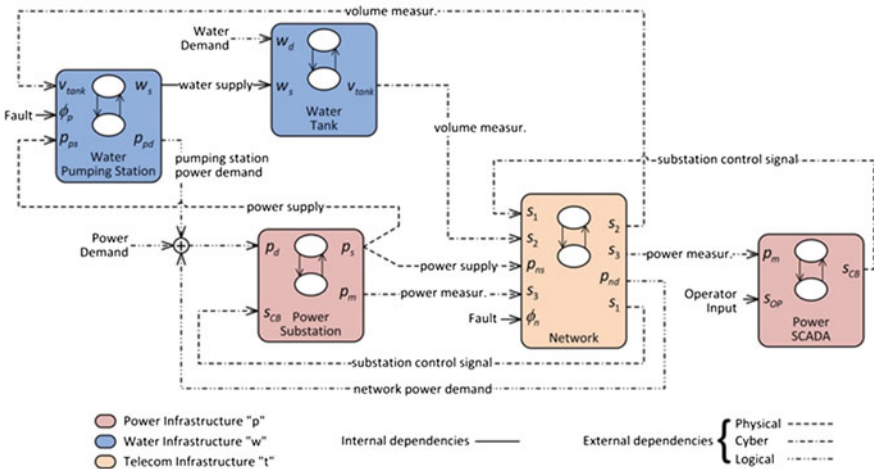 volume measur.
Water
Demand
w_d
v_tank w_s
water supply
w_s v_tank
Water
Tank
Fault
ϕ_p
p_ps p_pd
Water
Pumping Station
volume measur.
pumping station
power demand
substation control signal
power supply
s_1 s_2
Power
Demand
+
p_d p_s
s_2 s_3
power measur.
p_m
power supply
p_ns p_nd
s_CB
p_m
power measur.
s_3 s_1
Operator
Input
s_OP
s_CB
Power
Substation
Fault
ϕ_n
Network
Power
SCADA
substation control signal
network power demand
Power Infrastructure "p"
Water Infrastructure "w"
Telecom Infrastructure "t"
Internal dependencies
External dependencies
Physical
Cyber
Logical